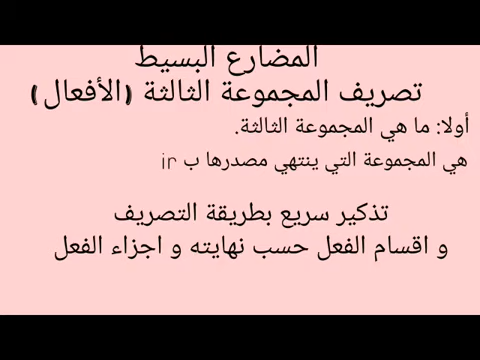 المضارع البسيط
تصريف المجموعة الثالثة (الأفعال)
أولا: ما هي المجموعة الثالثة.
هي المجموعة التي ينتهي مصدرها ب ir
تذكير سريع بطريقة التصريف
و اقسام الفعل حسب نهايته و اجزاء الفعل